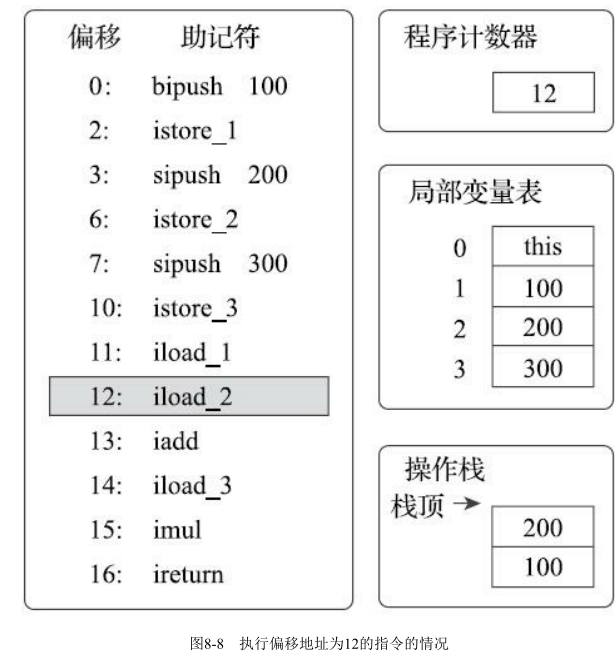 偏移 助记符
0: bipush 100
2: istore_1
3: sipush 200
6: istore_2
7: sipush 300
10: istore_3
11: iload_1
12: iload_2
13: iadd
14: iload_3
15: imul
16: ireturn
程序计数器
12
局部变量表
0 this
1 100
2 200
3 300
操作栈
栈顶
200
100
图8-8 执行偏移地址为12的指令的情况